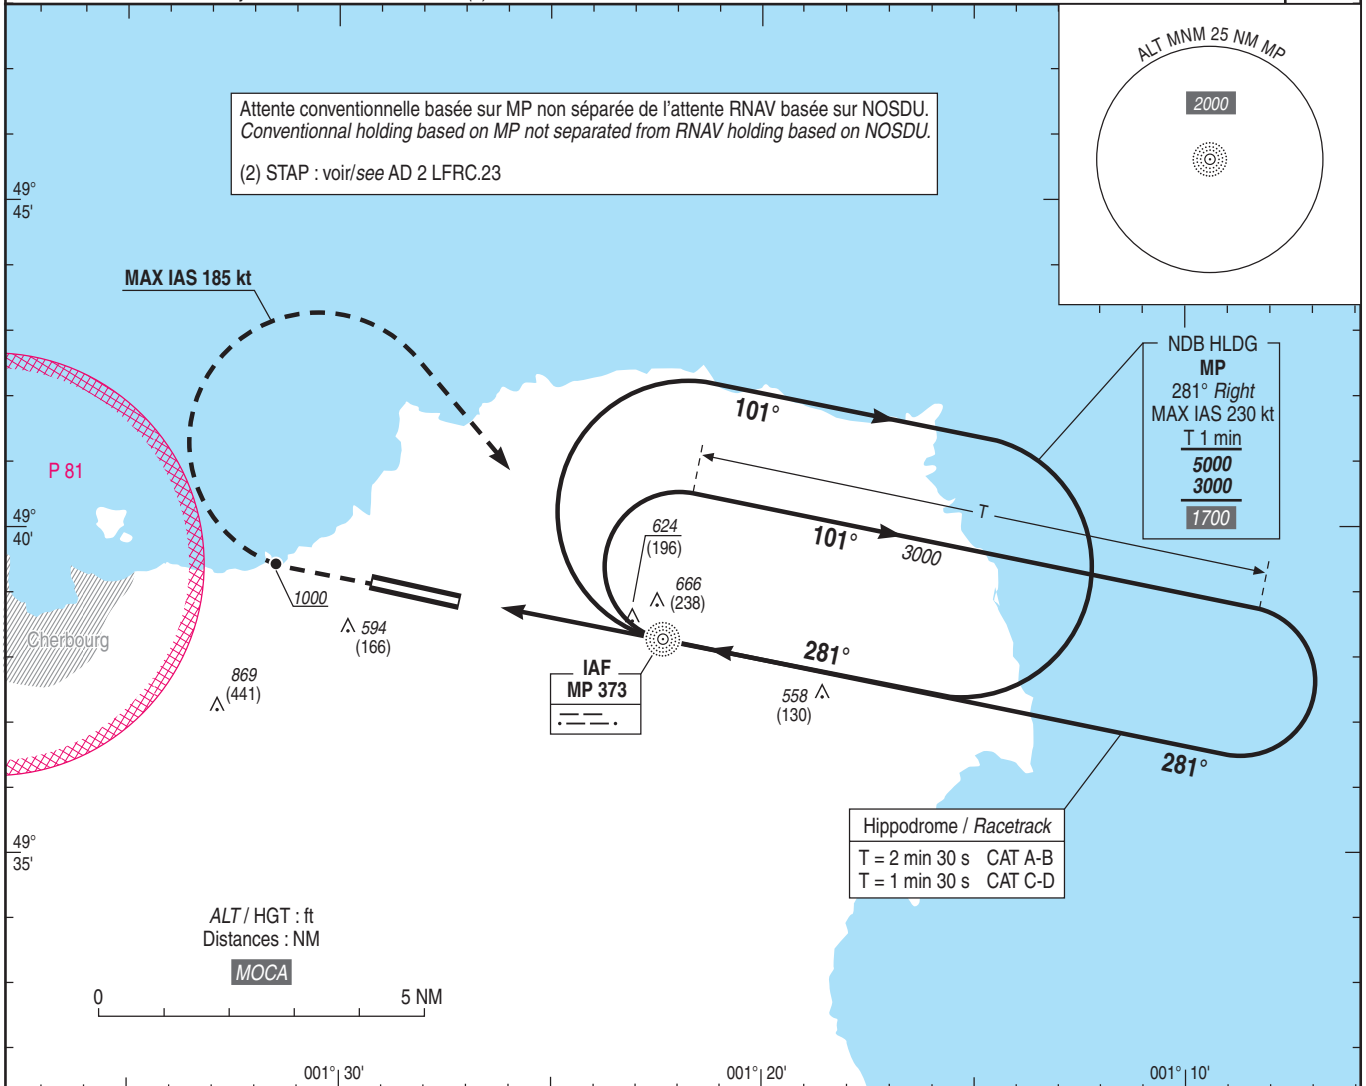 ALT MNM 25 NM MP
2000
Attente conventionnelle basée sur MP non séparée de l'attente RNAV basée sur NOSDU.
Conventionnal holding based on MP not separated from RNAV holding based on NOSDU.
(2) STAP : voir/see AD 2 LFRC.23
49°
45'
MAX IAS 185 kt
NDB HLDG
MP
281° Right
MAX IAS 230 kt
T 1 min
5000
3000
1700
101°
P 81
T
49°
40'
624
(196)
101°
3000
666
(238)
1000
594
(166)
Cherbourg
869
(441)
281°
IAF
MP 373
558
(130)
281°
Hippodrome / Racetrack
T = 2 min 30 s CAT A-B
T = 1 min 30 s CAT C-D
49°
35'
ALT / HGT : ft
Distances : NM
MOCA
0 5 NM
001° 30' 001° 20' 001° 10'